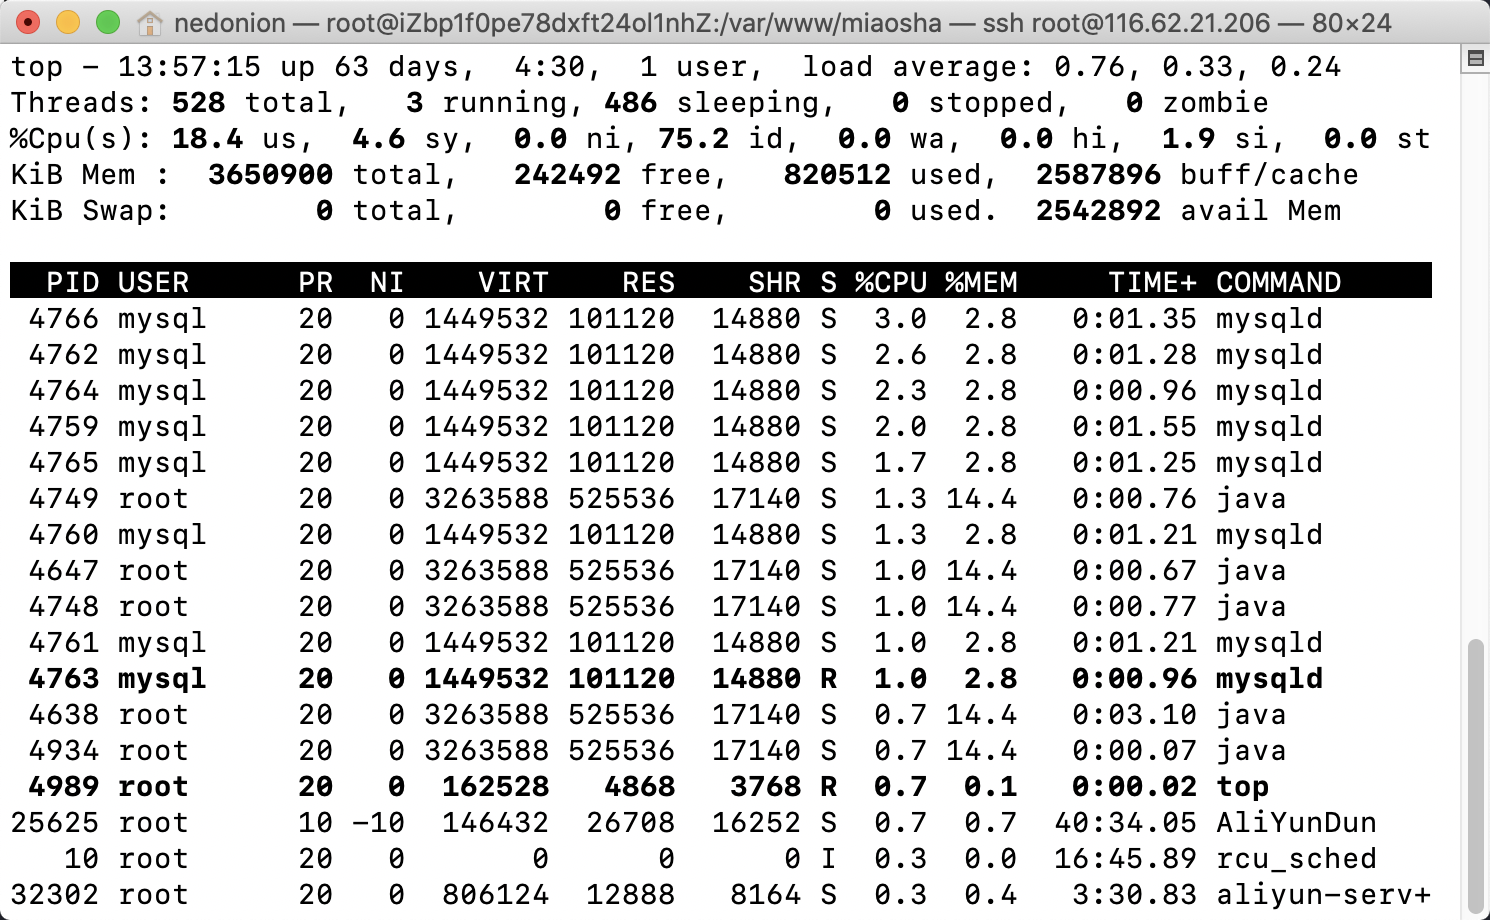 nedonion — root@iZbp1f0pe78dxft24ol1nhZ:/var/www/miaosha — ssh root@116.62.21.206 — 80×24
top - 13:57:15 up 63 days,  4:30,  1 user,  load average: 0.76, 0.33, 0.24
Threads: 528 total,   3 running, 486 sleeping,   0 stopped,   0 zombie
%Cpu(s): 18.4 us,  4.6 sy,  0.0 ni, 75.2 id,  0.0 wa,  0.0 hi,  1.9 si,  0.0 st
KiB Mem :  3650900 total,   242492 free,   820512 used,  2587896 buff/cache
KiB Swap:        0 total,        0 free,        0 used.  2542892 avail Mem
  PID USER      PR  NI    VIRT    RES    SHR S %CPU %MEM     TIME+ COMMAND
 4766 mysql     20   0 1449532 101120  14880 S  3.0  2.8   0:01.35 mysqld
 4762 mysql     20   0 1449532 101120  14880 S  2.6  2.8   0:01.28 mysqld
 4764 mysql     20   0 1449532 101120  14880 S  2.3  2.8   0:00.96 mysqld
 4759 mysql     20   0 1449532 101120  14880 S  2.0  2.8   0:01.55 mysqld
 4765 mysql     20   0 1449532 101120  14880 S  1.7  2.8   0:01.25 mysqld
 4749 root      20   0 3263588 525536  17140 S  1.3 14.4   0:00.76 java
 4760 mysql     20   0 1449532 101120  14880 S  1.3  2.8   0:01.21 mysqld
 4647 root      20   0 3263588 525536  17140 S  1.0 14.4   0:00.67 java
 4748 root      20   0 3263588 525536  17140 S  1.0 14.4   0:00.77 java
 4761 mysql     20   0 1449532 101120  14880 S  1.0  2.8   0:01.21 mysqld
 4763 mysql     20   0 1449532 101120  14880 R  1.0  2.8   0:00.96 mysqld
 4638 root      20   0 3263588 525536  17140 S  0.7 14.4   0:03.10 java
 4934 root      20   0 3263588 525536  17140 S  0.7 14.4   0:00.07 java
 4989 root      20   0  162528   4868   3768 R  0.7  0.1   0:00.02 top
25625 root      10 -10  146432  26708  16252 S  0.7  0.7  40:34.05 AliYunDun
   10 root      20   0       0      0      0 I  0.3  0.0  16:45.89 rcu_sched
32302 root      20   0  806124  12888   8164 S  0.3  0.4   3:30.83 aliyun-serv+